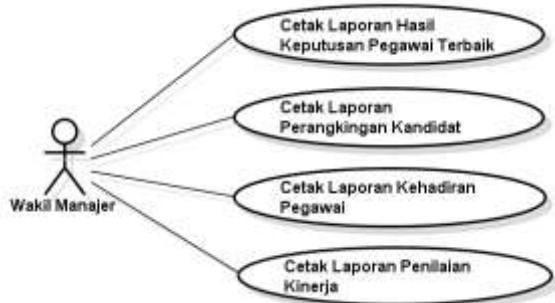 Cetak Laporan Hasil
Keputusan Pegawai Terbaik
Cetak Laporan
Perangkingan Kandidat
Wakil Manajer
Cetak Laporan Kehadiran
Pegawai
Cetak Laporan Penilaian
Kinerja